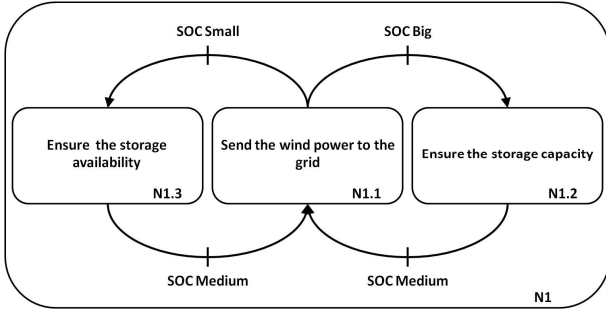 SOC Small
SOC Big
Ensure the storage
availability
N1.3
Send the wind power to the
grid
N1.1
Ensure the storage capacity
N1.2
SOC Medium
SOC Medium
N1